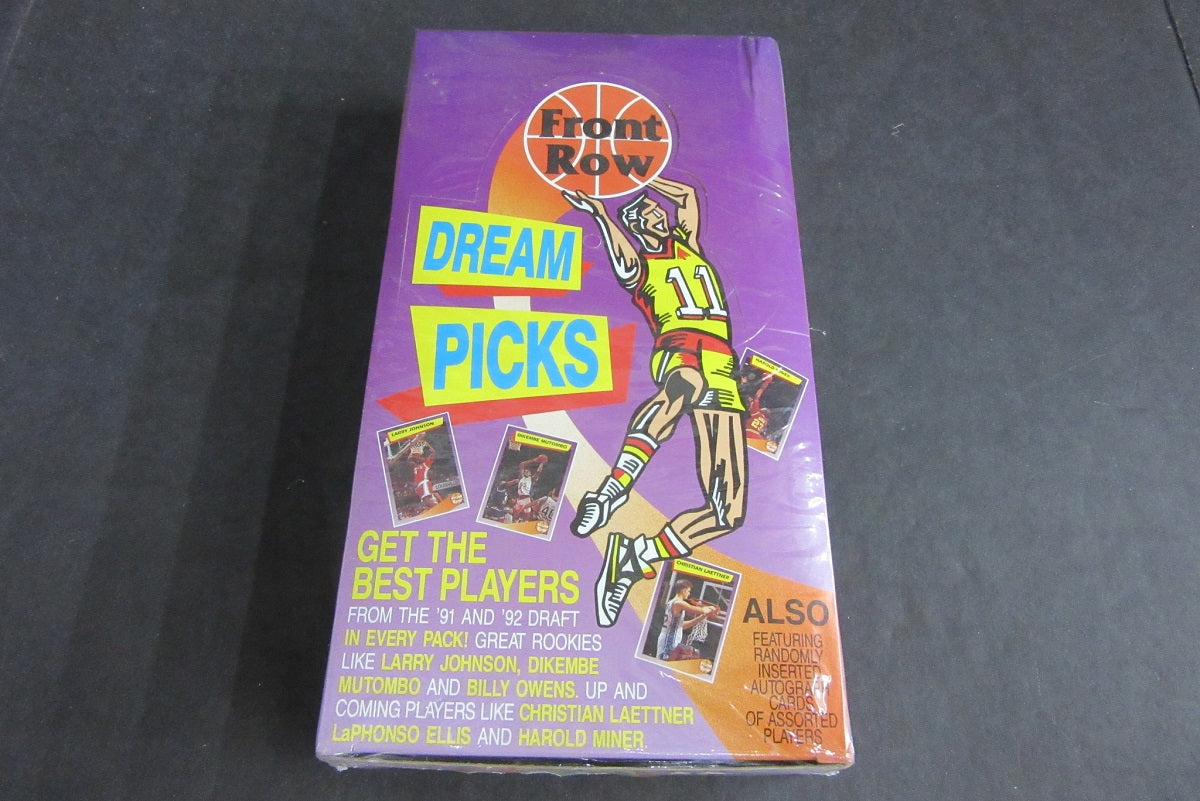 Front
Row
DREAM
PICKS
11
HAROLD MINER
LARRY JOHNSON
DIKEMBE MUTOMBO
GET THE
BEST PLAYERS
FROM THE '91 AND '92 DRAFT
IN EVERY PACK! GREAT ROOKIES
LIKE LARRY JOHNSON, DIKEMBE
MUTOMBO AND BILLY OWENS. UP AND
COMING PLAYERS LIKE CHRISTIAN LAETTNER
LaPHONSO ELLIS AND HAROLD MINER
CHRISTIAN LAETTNER
ALSO
FEATURING
RANDOMLY
INSERTED
AUTOGRAPH
CARDS
OF ASSORTED
PLAYERS